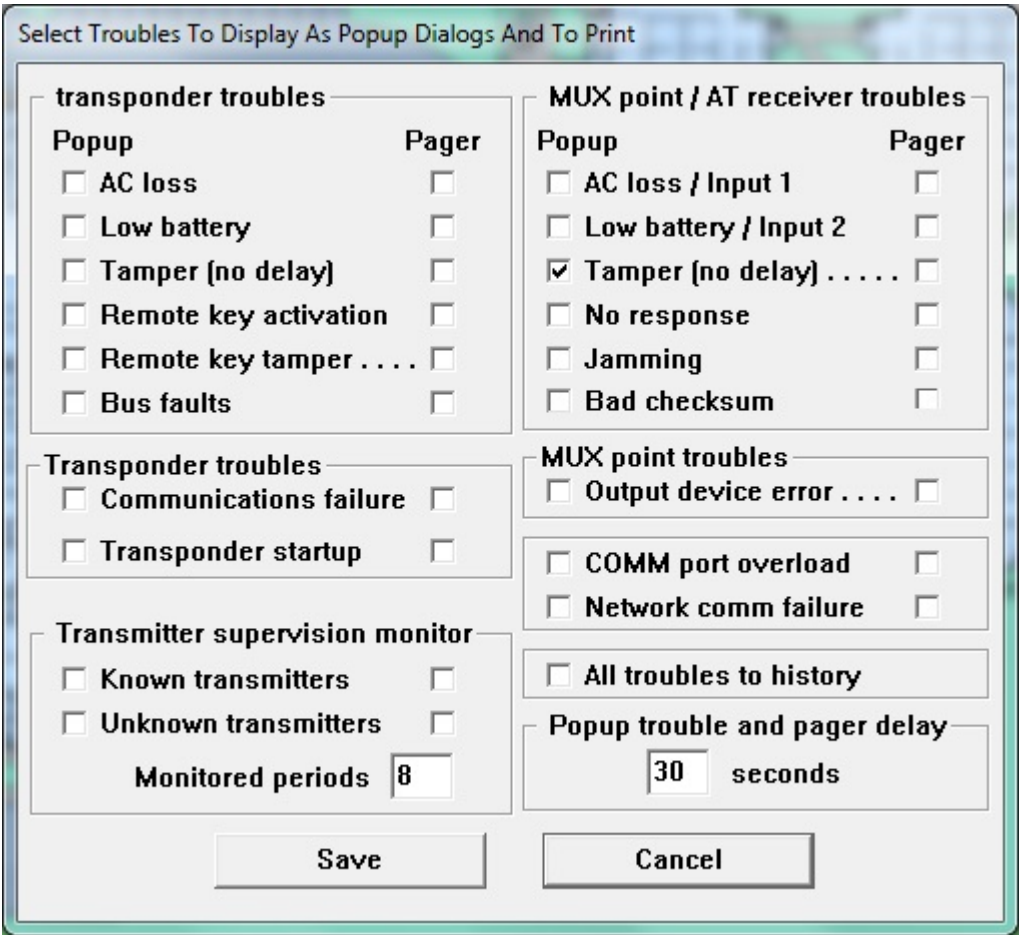 Select Troubles To Display As Popup Dialogs And To Print
transponder troubles
Popup Pager
AC loss
Low battery
Tamper (no delay)
Remote key activation
Remote key tamper . . . .
Bus faults
MUX point / AT receiver troubles
Popup Pager
AC loss / Input 1
Low battery / Input 2
Tamper (no delay) . . . . .
No response
Jamming
Bad checksum
Transponder troubles
Communications failure
Transponder startup
MUX point troubles
Output device error . . . .
COMM port overload
Network comm failure
Transmitter supervision monitor
Known transmitters
Unknown transmitters
Monitored periods 8
All troubles to history
Popup trouble and pager delay
30 seconds
Save
Cancel